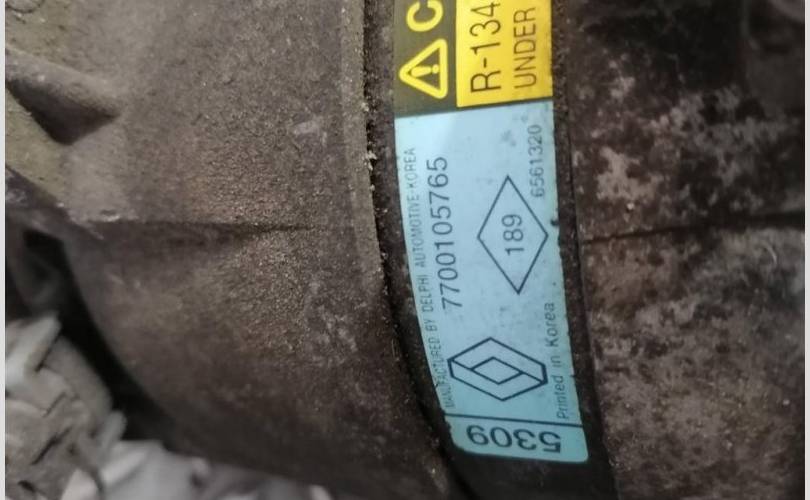 MANUFACTURED BY DELPHI AUTOMOTIVE-KOREA
7700105765
189
6561320
Printed in Korea
5309
R-134
UNDER